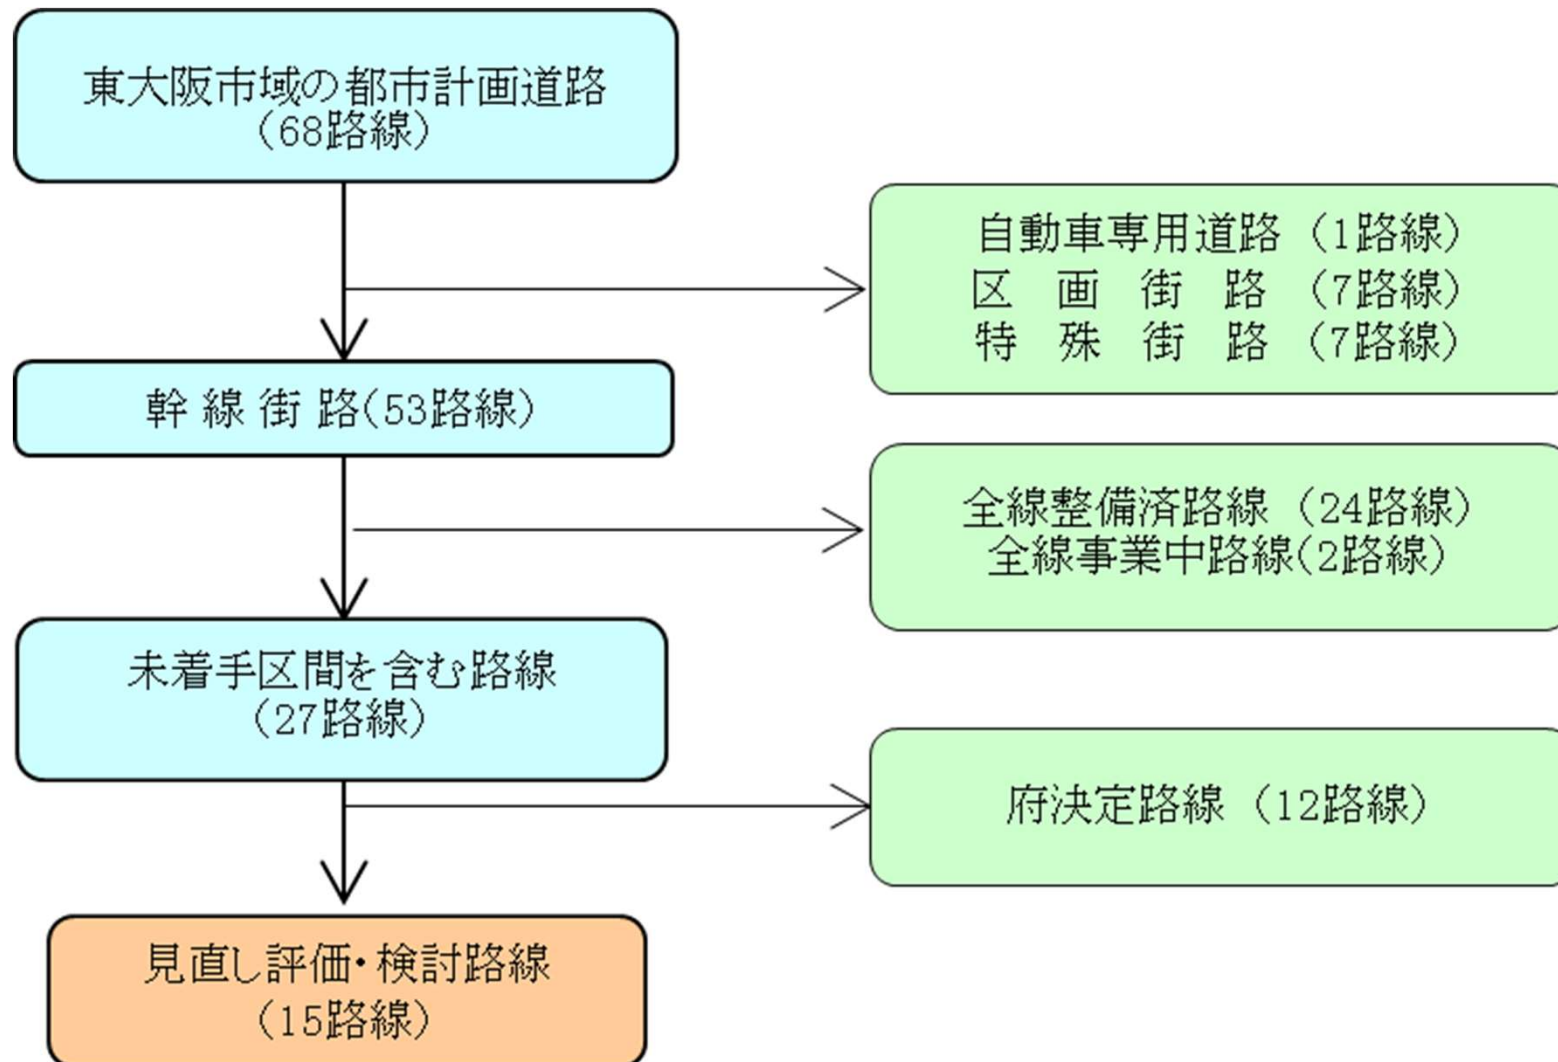 東大阪市域の都市計画道路
（68路線）
自動車専用道路（1路線）
区画街路（7路線）
特殊街路（7路線）
幹線街路(53路線)
全線整備済路線（24路線）
全線事業中路線(2路線)
未着手区間を含む路線
（27路線）
府決定路線（12路線）
見直し評価・検討路線
（15路線）